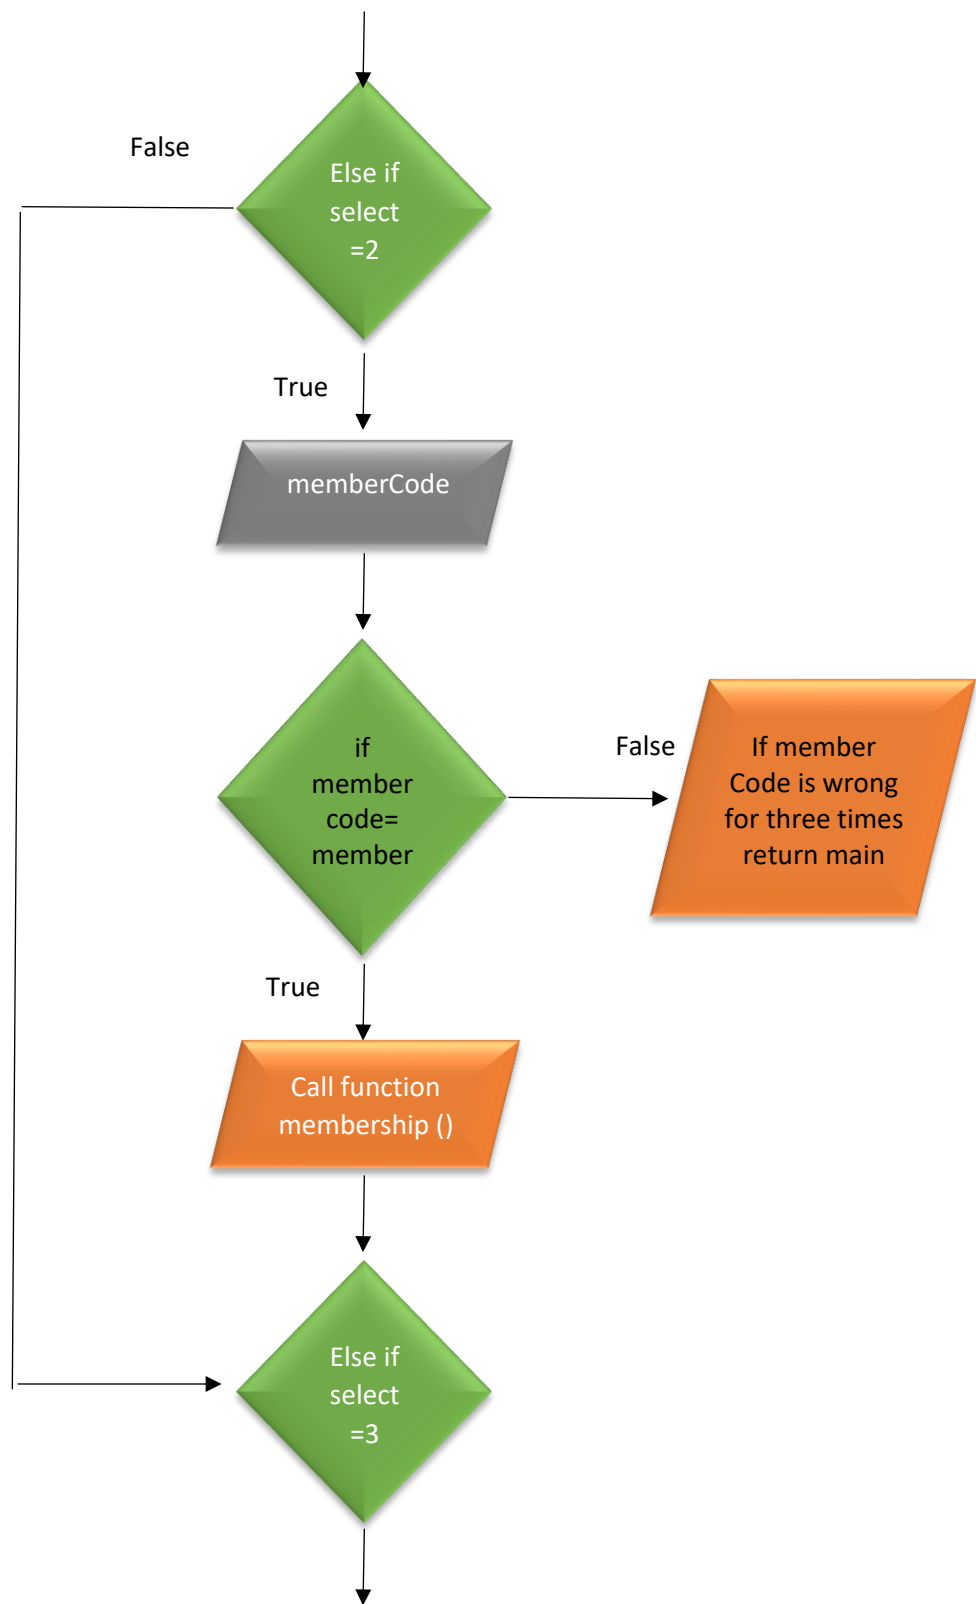 False
Else if
select
=2
True
memberCode
if
member
code=
member
False
If member
Code is wrong
for three times
return main
True
Call function
membership ()
Else if
select
=3